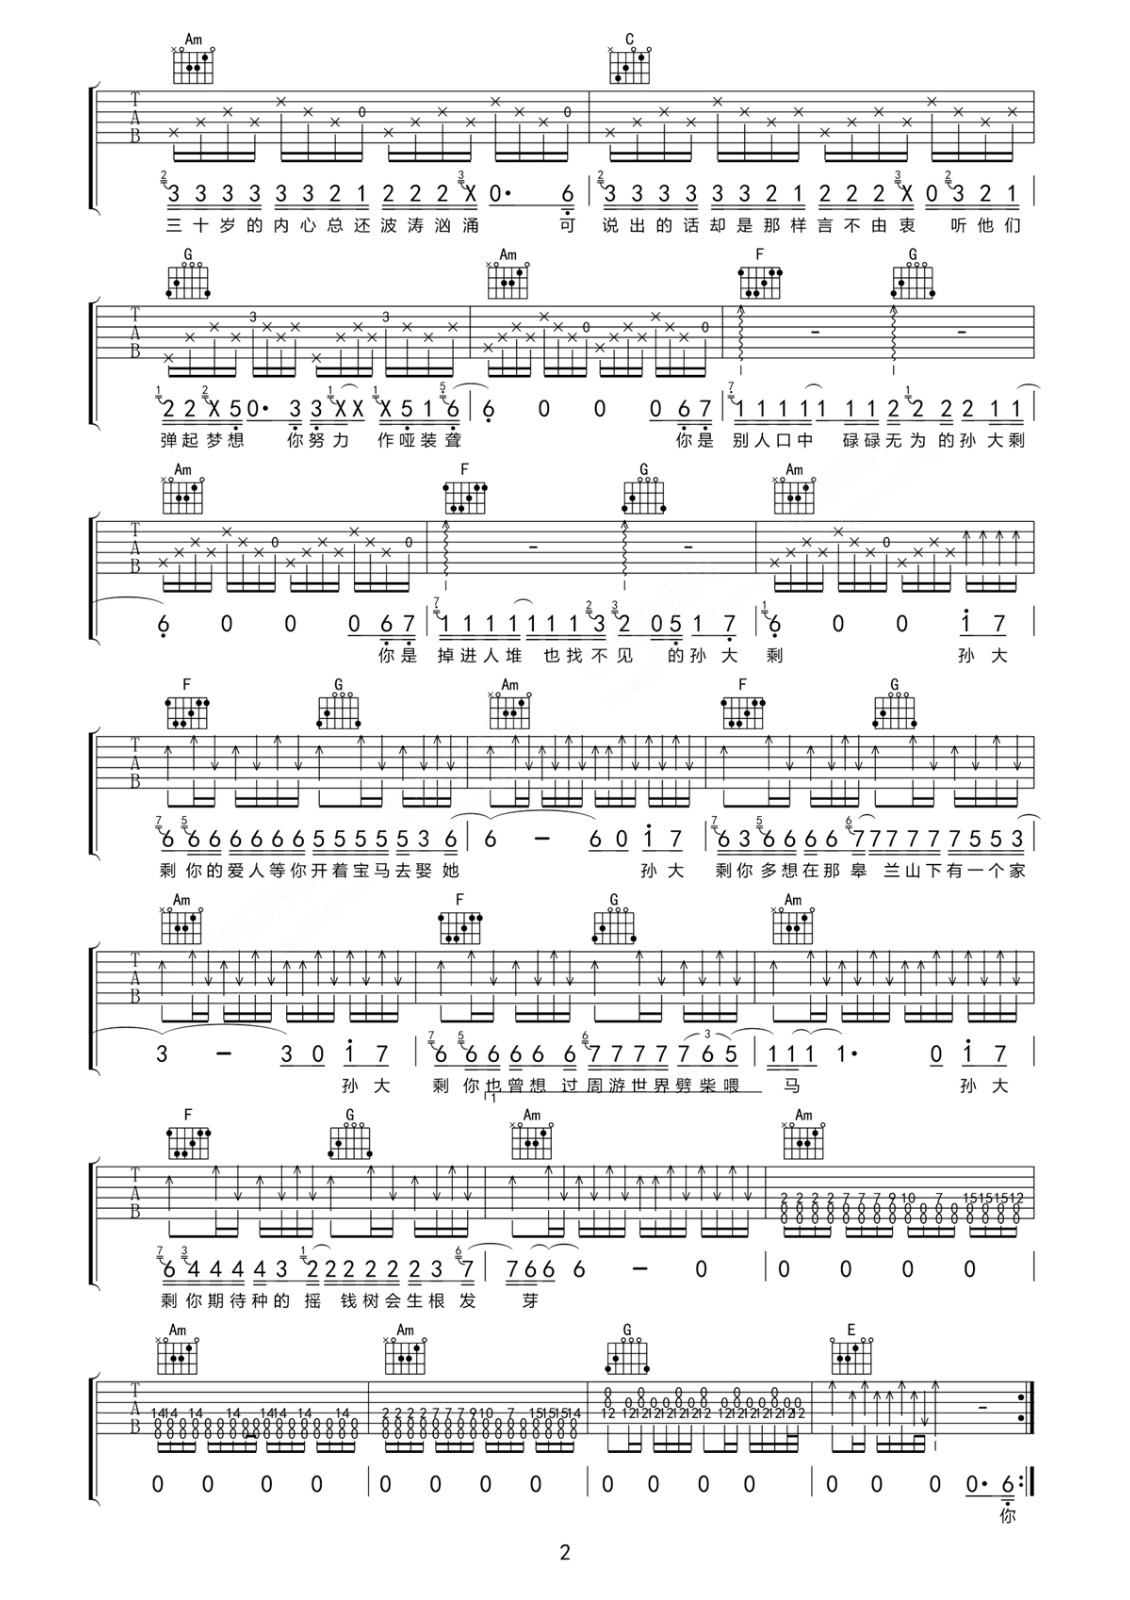 Am C
3 3 3 3 3 3 2 1 2 2 2 X 0· 6 3 3 3 3 3 3 2 1 2 2 2 X 0 3 2 1
三十岁的内心总还波涛汹涌 可 说出的话却是那样言不由衷 听他们
G Am F G
2 2 X 5 0· 3 3 X X X 5 1 6 6 0 0 0 6 7 1 1 1 1 1 1 1 2 2 2 2 1 1
弹起梦想 你努力 作哑装聋 你是 别人口中 碌碌无为的孙大剩
Am F G Am
6 0 0 0 6 7 1 1 1 1 1 1 1 3 2 0 5 1 7 6 0 0 1 7
你是 掉进人堆 也找不见 的孙大 剩 孙大
F G Am F G
6 6 6 6 6 6 6 5 5 5 5 5 3 6 6 – 6 0 1 7 6 3 6 6 6 6 7 7 7 7 7 7 5 5 3
剩你的爱人等你开着宝马去娶她 孙大 剩你多想在那皋 兰山下有一个家
Am F G Am
3 – 3 0 1 7 6 6 6 6 6 6 7 7 7 7 7 6 5 1 1 1 1· 0 1 7
孙大 剩你也曾想过周游世界劈柴喂 马 孙大
1
F G Am Am
6 4 4 4 4 3 2 2 2 2 2 2 3 7 7 6 6 6 – 0 0 0 0 0
剩你期待种的摇 钱树会生根发 芽
Am Am G E
0 0 0 0 0 0 0 0 0 0 0 0 0 0 0 0· 6
你
2